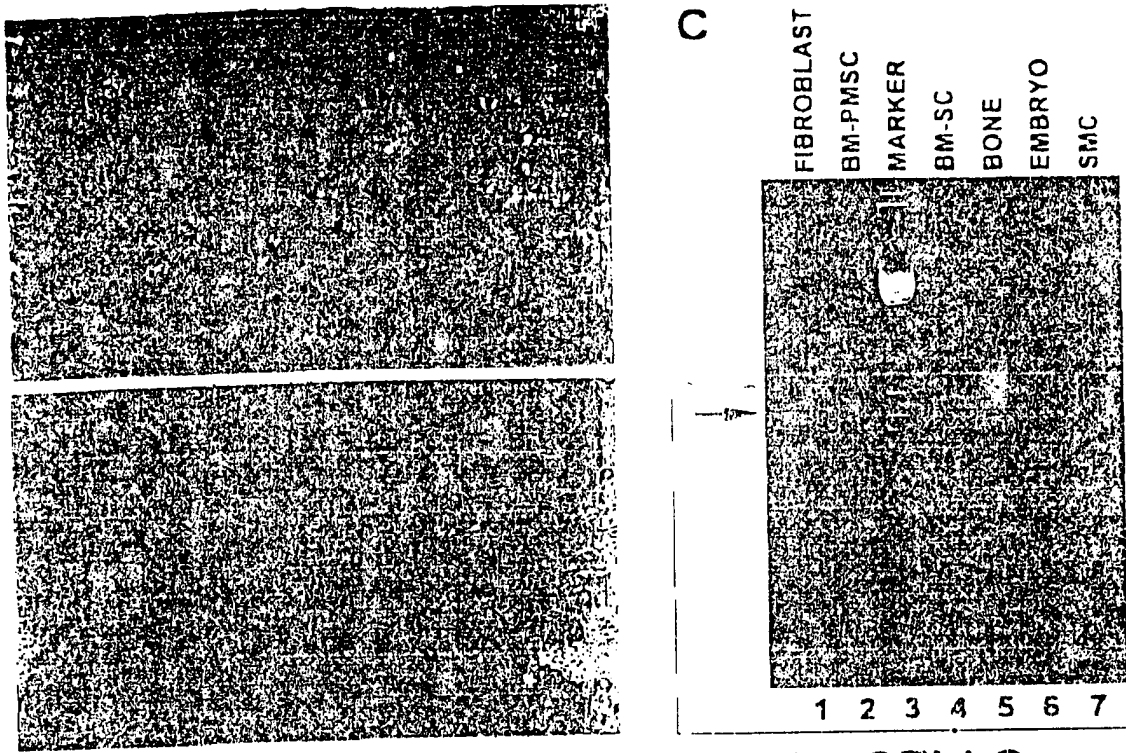 C
FIBROBLAST
BM-PMSC
MARKER
BM-SC
BONE
EMBRYO
SMC
1 2 3 4 5 6 7